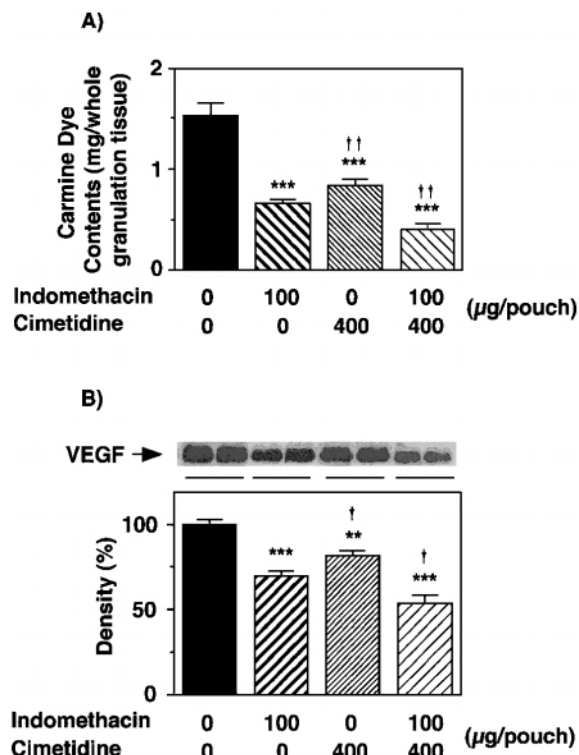 A)
Carmine Dye
Contents (mg/whole
granulation tissue)
2
1
0
***
††
***
††
***
Indomethacin 0 100 0 100 (µg/pouch)
Cimetidine 0 0 400 400
B)
VEGF
Density (%)
100
50
0
***
†
**
†
***
Indomethacin 0 100 0 100 (µg/pouch)
Cimetidine 0 0 400 400